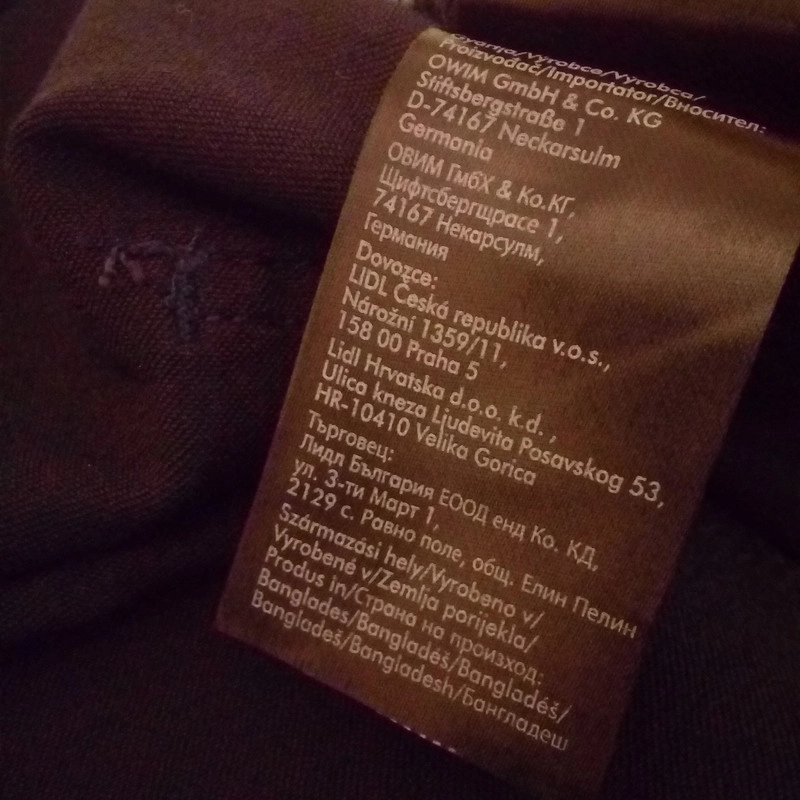 Gyártja/Výrobce/Výrobca/
Proizvođač/Importator/Вносител:
OWIM GmbH & Co. KG
Stiftsbergstraße 1
D-74167 Neckarsulm
Germania
ОВИМ ГмбХ & Ко.КГ,
Щифтсбергщрасе 1,
74167 Некарсулм,
Германия
Dovozce:
LIDL Česká republika v.o.s.,
Nárožní 1359/11,
158 00 Praha 5
Lidl Hrvatska d.o.o. k.d. ,
Ulica kneza Ljudevita Posavskog 53,
HR-10410 Velika Gorica
Търговец:
Лидл България ЕООД енд Ко. КД,
ул. 3-ти Март 1,
2129 с. Равно поле, общ. Елин Пелин
Származási hely/Vyrobeno v/
Vyrobené v/Zemlja porijekla/
Produs in/Страна на произход:
Banglades/Bangladéš/Bangladéš/
Bangladeš/Bangladesh/Бангладеш